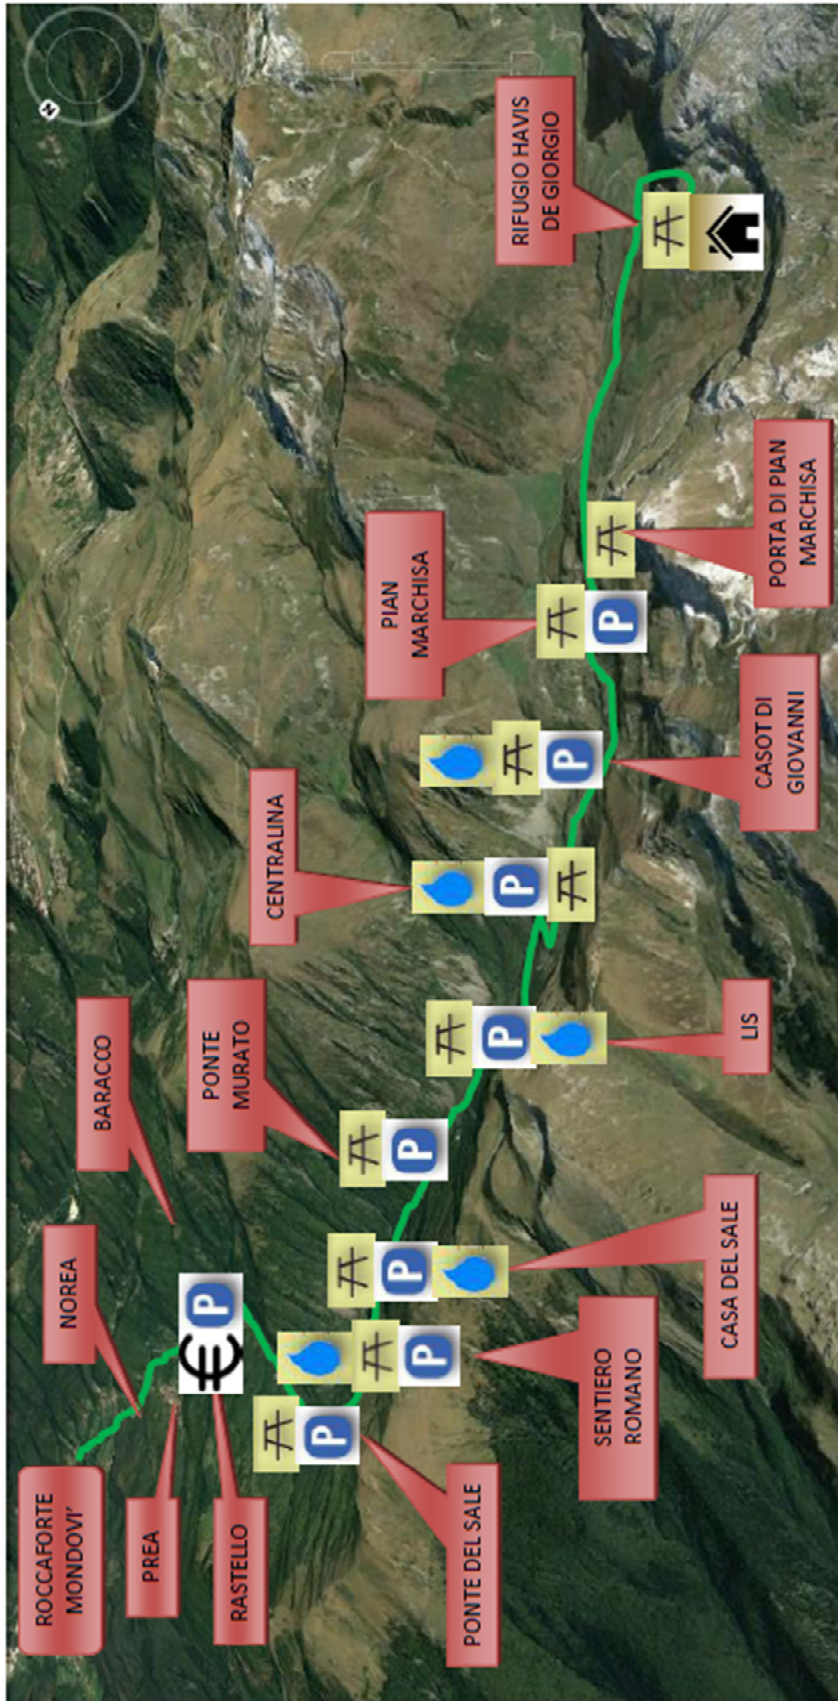 N
ROCCAFORTE
MONDOVI'
NOREA
BARACCO
PREA
PONTE
MURATO
RASTELLO
€ P
CENTRALINA
PIAN
MARCHISA
RIFUGIO HAVIS
DE GIORGIO
P
P
P
P
P
P
P
P
PONTE DEL SALE
SENTIERO
ROMANO
CASA DEL SALE
LIS
CASOT DI
GIOVANNI
PORTA DI PIAN
MARCHISA